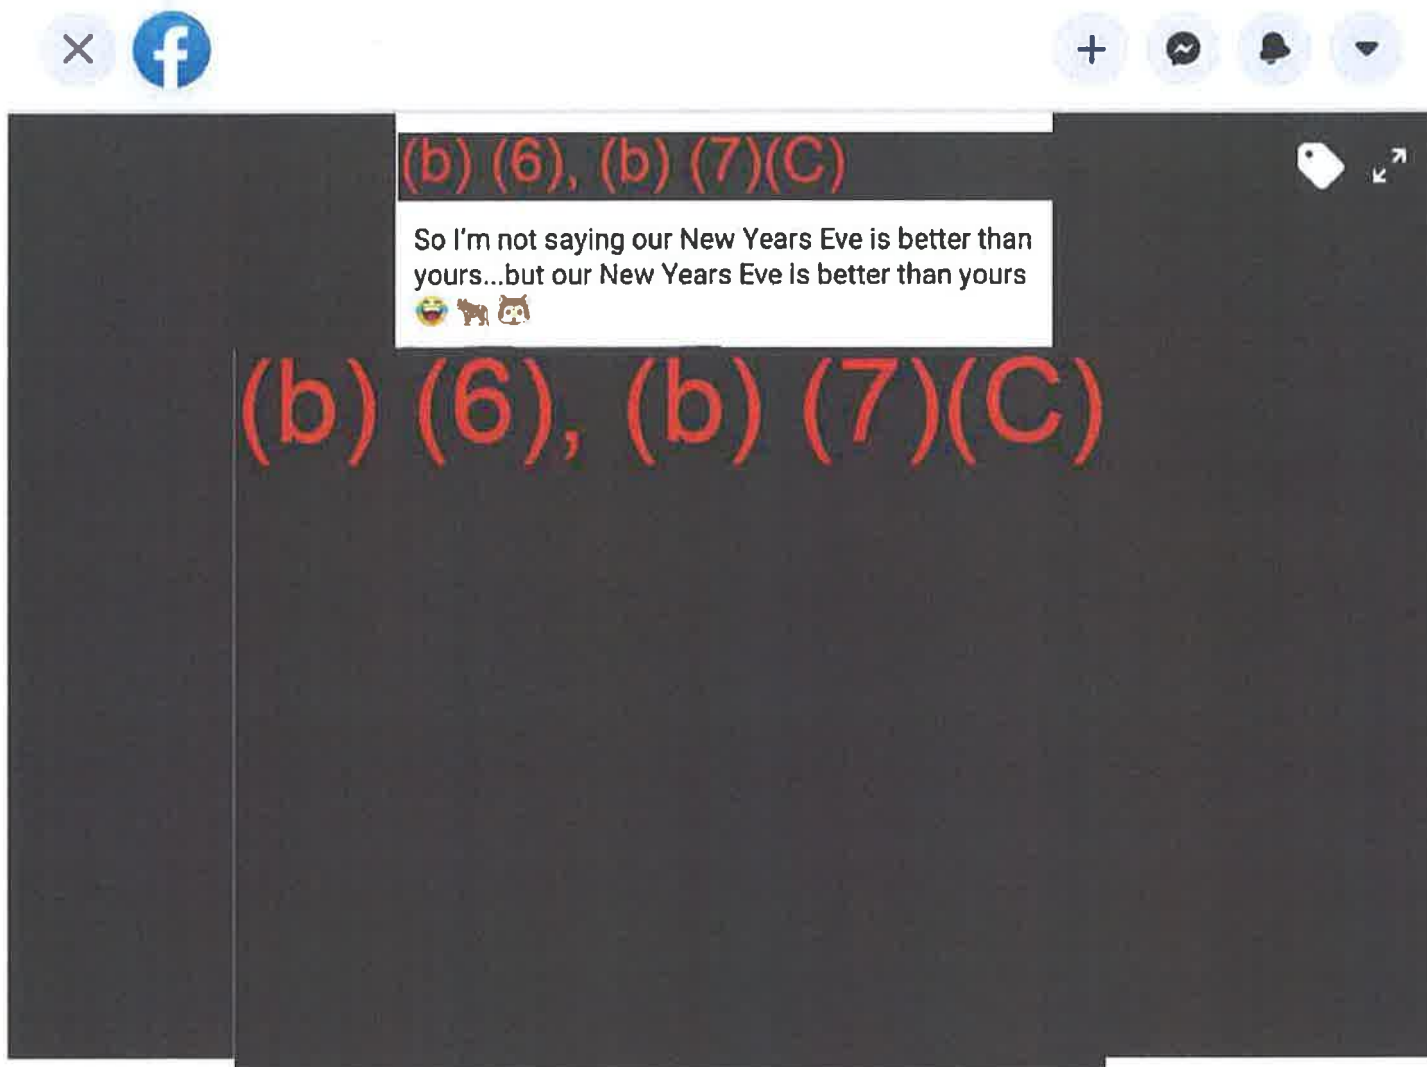 (b) (6), (b) (7)(C)
So I'm not saying our New Years Eve is better than
yours...but our New Years Eve is better than yours
😂 🐅 🦝
(b) (6), (b) (7)(C)